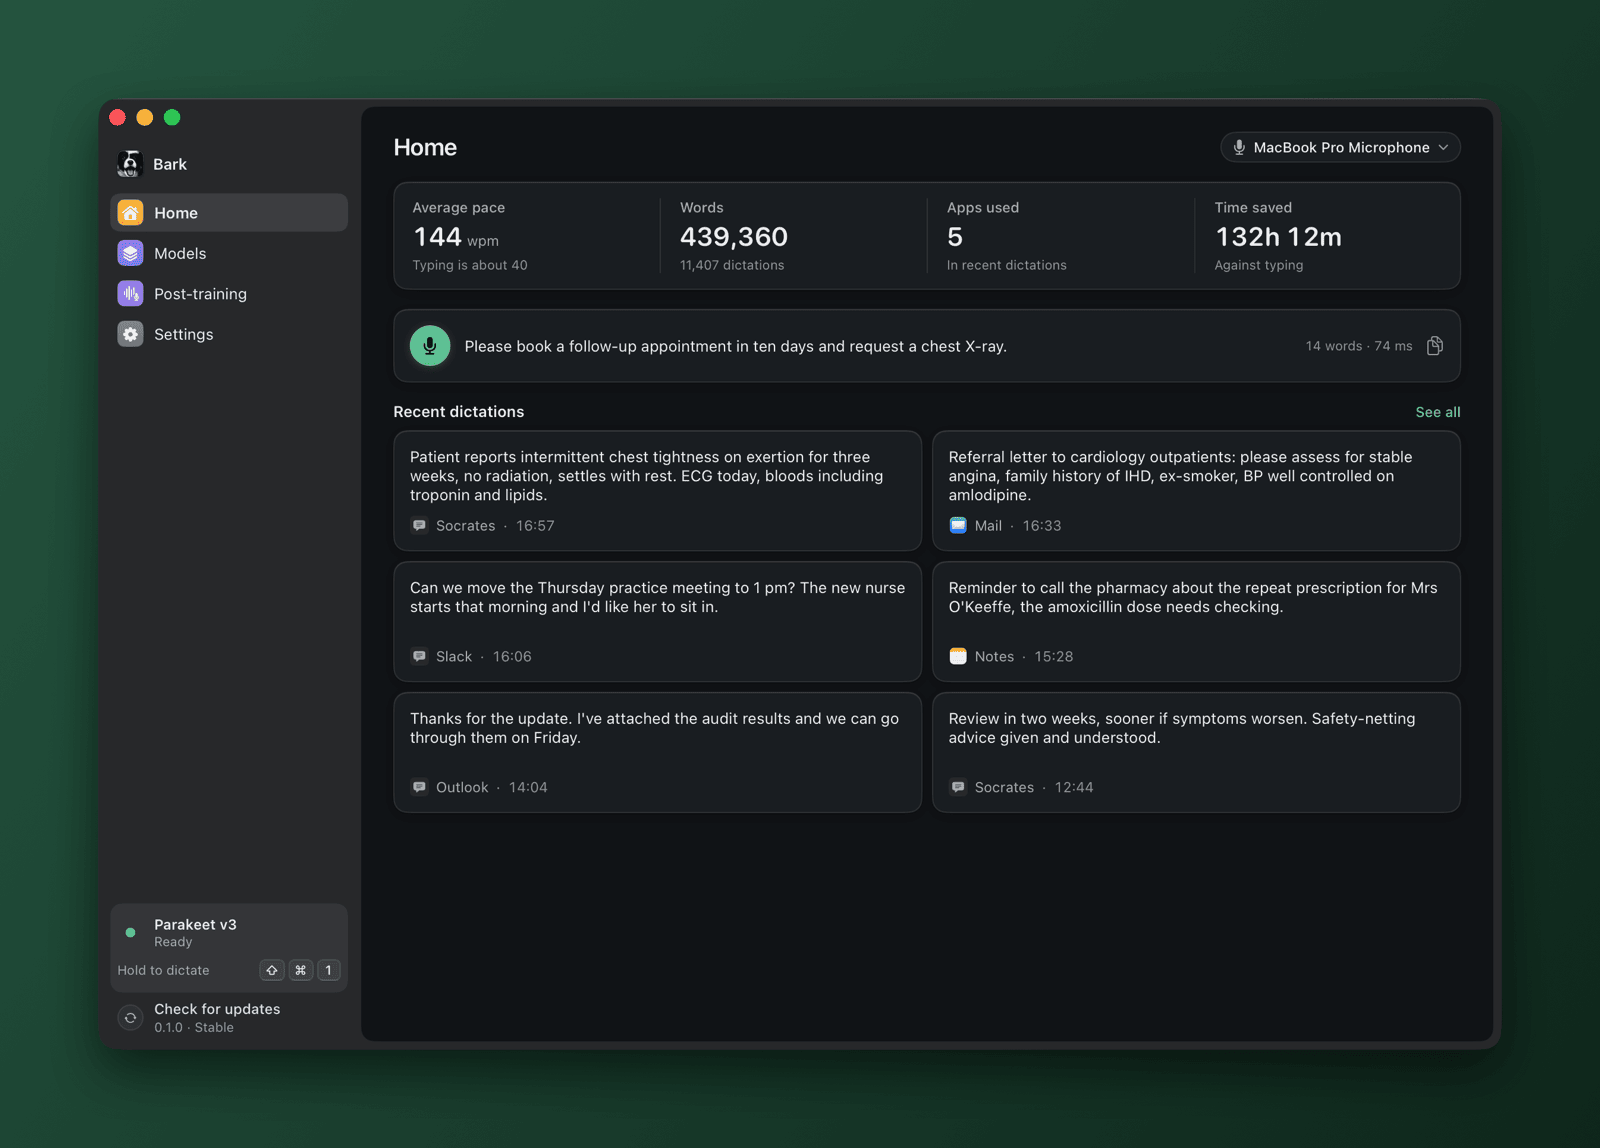 Bark
Home
Models
Post-training
Settings
Parakeet v3
Ready
Hold to dictate
⇧ ⌘ 1
Check for updates
0.1.0 · Stable
Home
MacBook Pro Microphone
Average pace
144 wpm
Typing is about 40
Words
439,360
11,407 dictations
Apps used
5
In recent dictations
Time saved
132h 12m
Against typing
Please book a follow-up appointment in ten days and request a chest X-ray.
14 words · 74 ms
Recent dictations
See all
Patient reports intermittent chest tightness on exertion for three
weeks, no radiation, settles with rest. ECG today, bloods including
troponin and lipids.
Socrates · 16:57
Referral letter to cardiology outpatients: please assess for stable
angina, family history of IHD, ex-smoker, BP well controlled on
amlodipine.
Mail · 16:33
Can we move the Thursday practice meeting to 1 pm? The new nurse
starts that morning and I'd like her to sit in.
Slack · 16:06
Reminder to call the pharmacy about the repeat prescription for Mrs
O'Keeffe, the amoxicillin dose needs checking.
Notes · 15:28
Thanks for the update. I've attached the audit results and we can go
through them on Friday.
Outlook · 14:04
Review in two weeks, sooner if symptoms worsen. Safety-netting
advice given and understood.
Socrates · 12:44